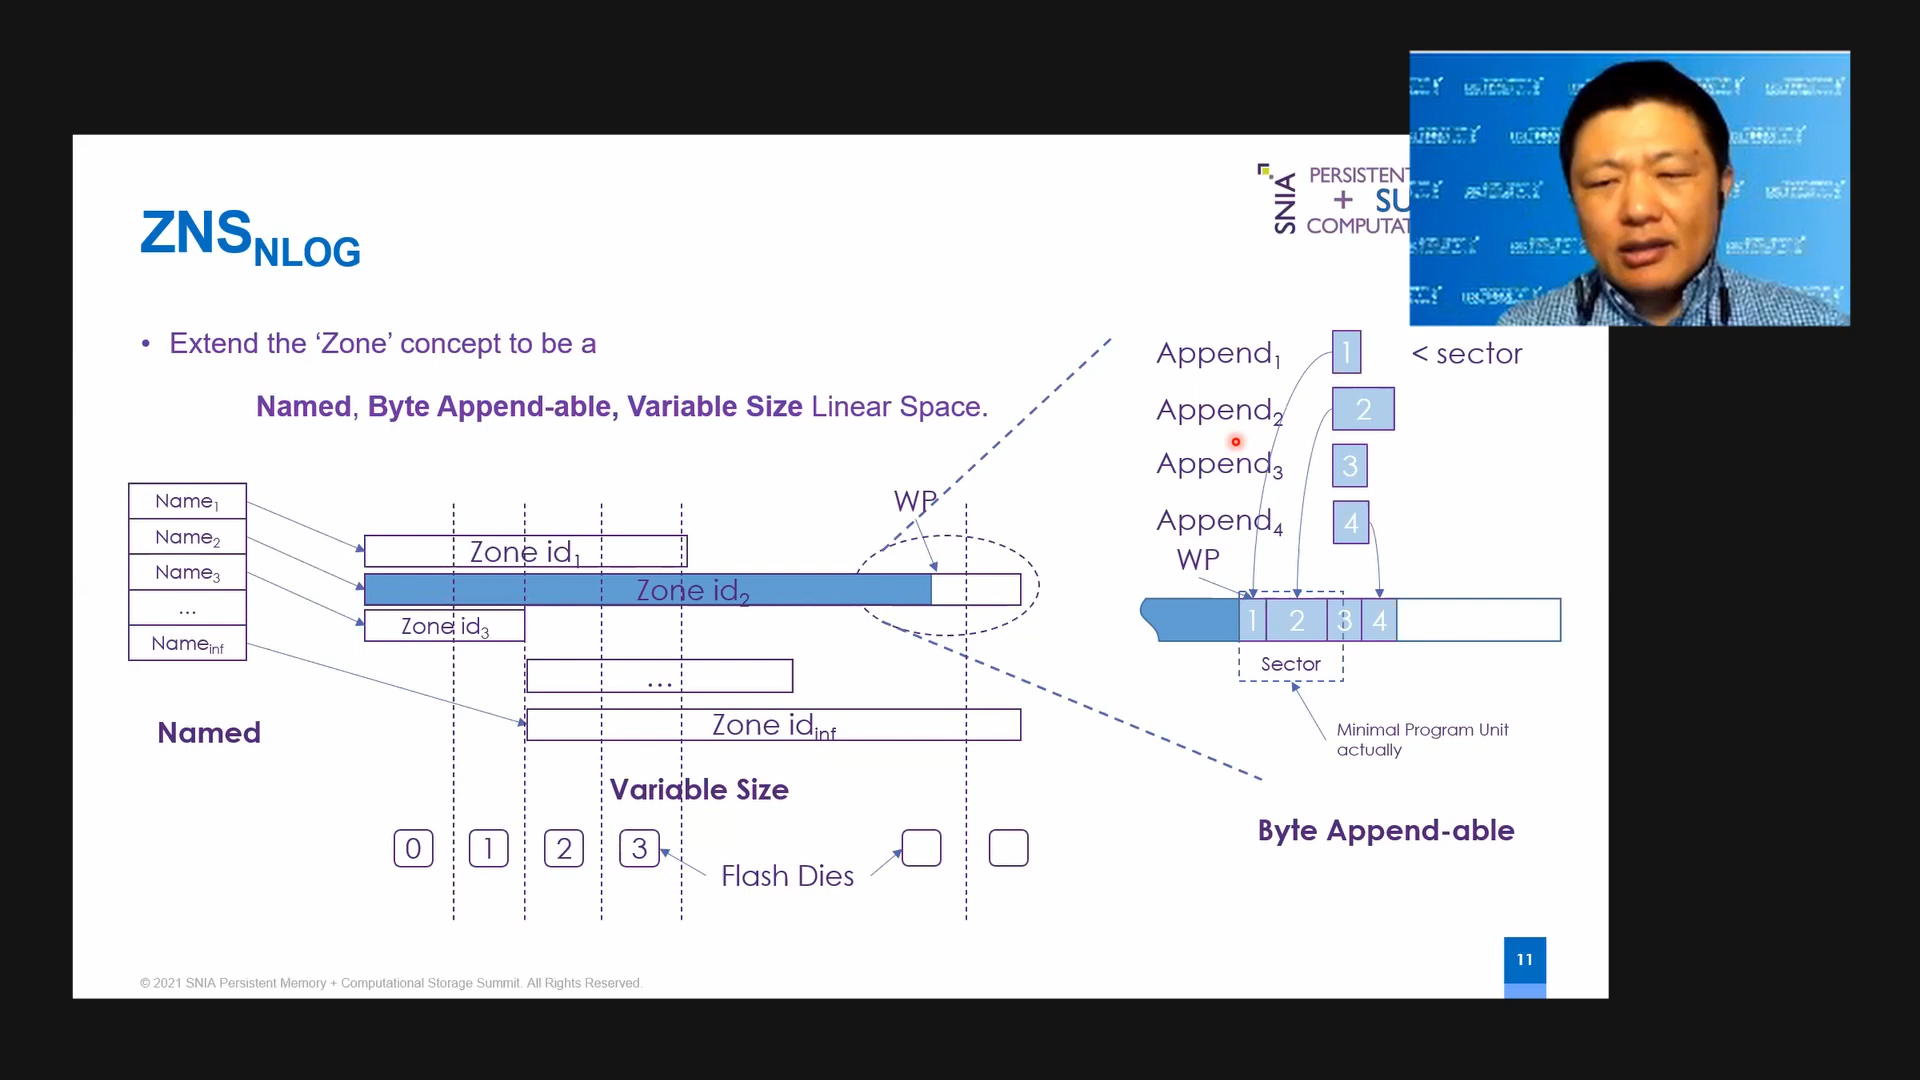 SNIA
PERSISTENT
+ SU
COMPUTAT
ZNS NLOG
• Extend the ‘Zone’ concept to be a
Named, Byte Append-able, Variable Size Linear Space.
Name1
Name2
Name3
...
Nameinf
Named
WP
Zone id1
Zone id2
Zone id3
...
Zone idinf
Variable Size
0
1
2
3
Flash Dies
Append1
1
< sector
Append2
2
Append3
3
Append4
4
WP
1
2
3
4
Sector
Minimal Program Unit
actually
Byte Append-able
© 2021 SNIA Persistent Memory + Computational Storage Summit. All Rights Reserved.
11